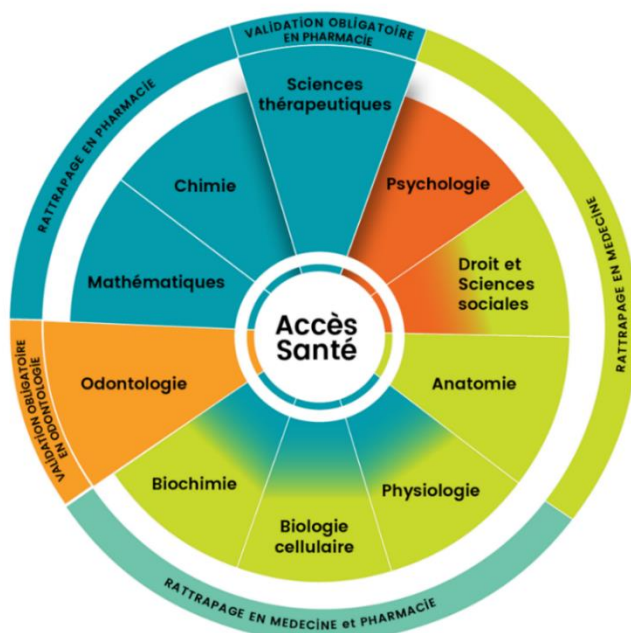 VALIDATION OBLIGATOIRE
EN PHARMACIE
Sciences
thérapeutiques
RATTRAPAGE EN PHARMACIE
Chimie
Psychologie
RATTRAPAGE EN MEDECINE
Mathématiques
Droit et
Sciences
sociales
Accès
Santé
Odontologie
Anatomie
VALIDATION OBLIGATOIRE
EN ODONTOLOGIE
Biochimie
Physiologie
Biologie
cellulaire
RATTRAPAGE EN MEDECINE et PHARMACIE